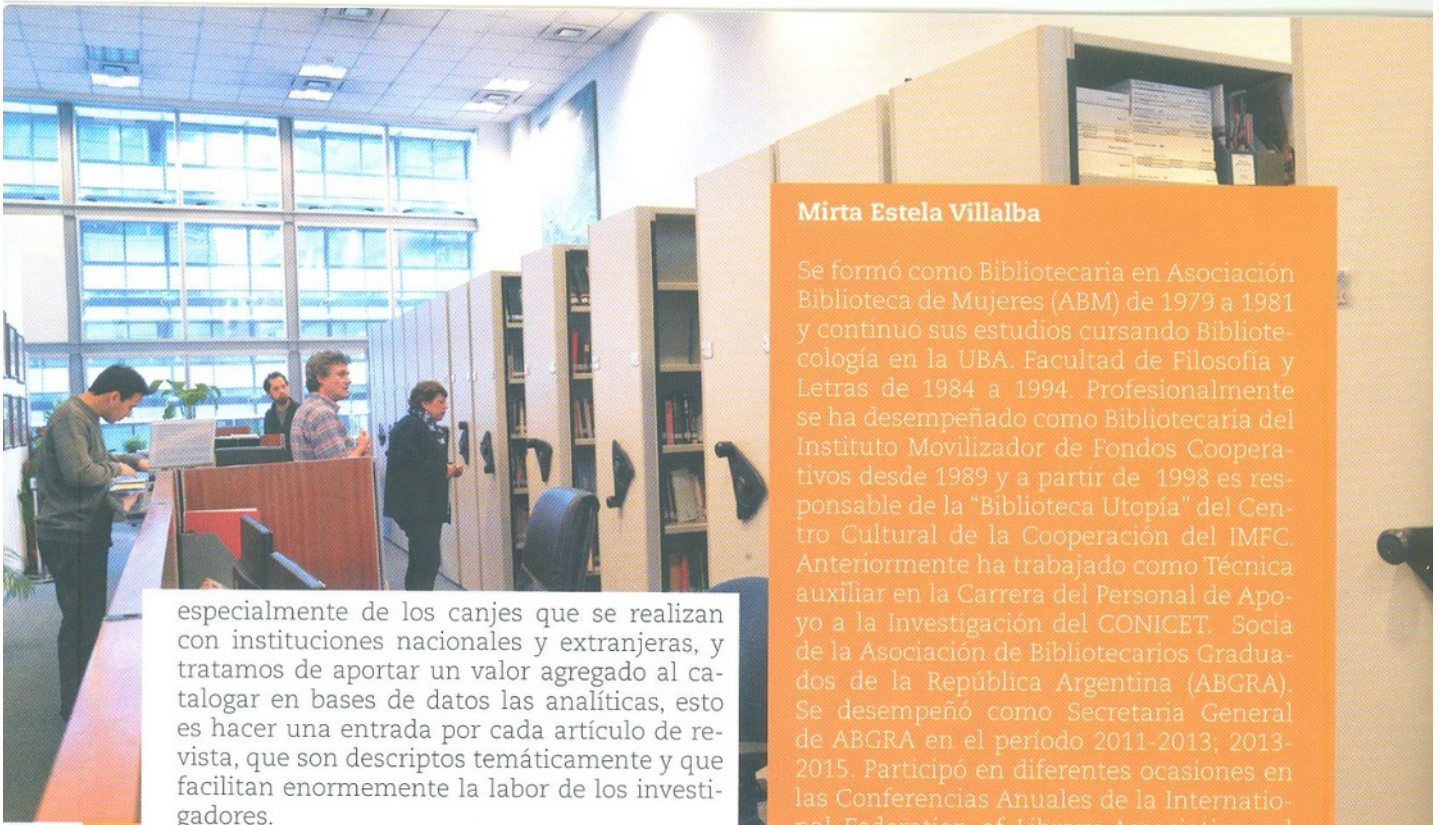 especialmente de los canjes que se realizan
con instituciones nacionales y extranjeras, y
tratamos de aportar un valor agregado al ca-
talogar en bases de datos las analíticas, esto
es hacer una entrada por cada artículo de re-
vista, que son descriptos temáticamente y que
facilitan enormemente la labor de los investi-
gadores.
Mirta Estela Villalba
Se formó como Bibliotecaria en Asociación
Biblioteca de Mujeres (ABM) de 1979 a 1981
y continuó sus estudios cursando Bibliote-
cología en la UBA. Facultad de Filosofía y
Letras de 1984 a 1994. Profesionalmente
se ha desempeñado como Bibliotecaria del
Instituto Movilizador de Fondos Coopera-
tivos desde 1989 y a partir de 1998 es res-
ponsable de la “Biblioteca Utopía” del Cen-
tro Cultural de la Cooperación del IMFC.
Anteriormente ha trabajado como Técnica
auxiliar en la Carrera del Personal de Apo-
yo a la Investigación del CONICET. Socia
de la Asociación de Bibliotecarios Gradua-
dos de la República Argentina (ABGRA).
Se desempeñó como Secretaria General
de ABGRA en el período 2011-2013; 2013-
2015. Participó en diferentes ocasiones en
las Conferencias Anuales de la Internatio-
nal Federation of Library